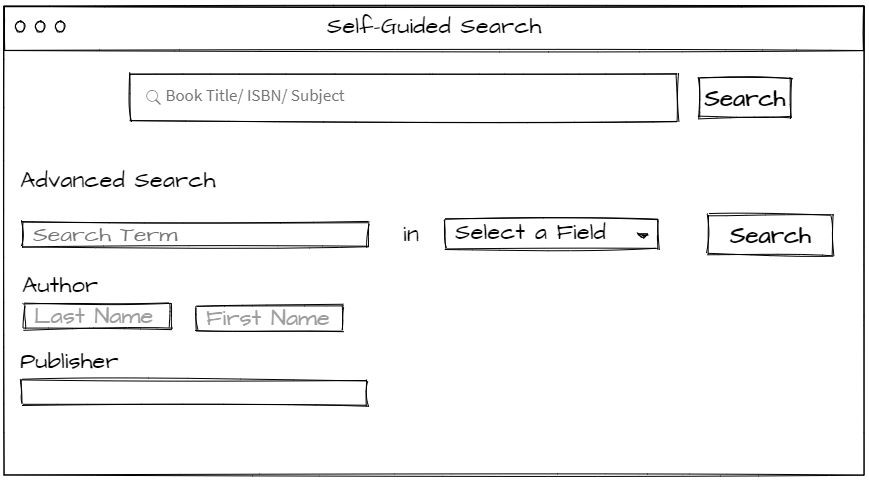 Self-Guided Search
Book Title/ ISBN/ Subject
Search
Advanced Search
Search Term
in
Select a Field
Search
Author
Last Name
First Name
Publisher